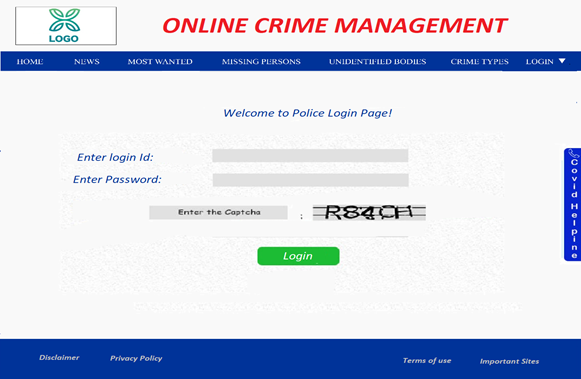 LOGO
ONLINE CRIME MANAGEMENT
HOME NEWS MOST WANTED MISSING PERSONS UNIDENTIFIED BODIES CRIME TYPES LOGIN
Welcome to Police Login Page!
Enter login Id:
Enter Password:
Enter the Captcha : R84CH
Login
Covid Helpine
Disclaimer Privacy Policy Terms of use Important Sites